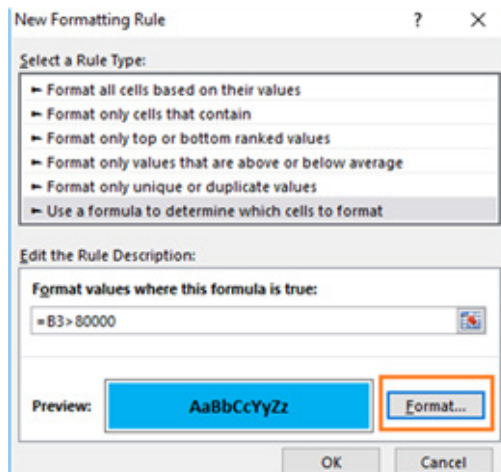 New Formatting Rule ? ×
Select a Rule Type:
► Format all cells based on their values
► Format only cells that contain
► Format only top or bottom ranked values
► Format only values that are above or below average
► Format only unique or duplicate values
► Use a formula to determine which cells to format
Edit the Rule Description:
Format values where this formula is true:
=B3>80000
Preview: AaBbCcYyZz Format...
OK Cancel